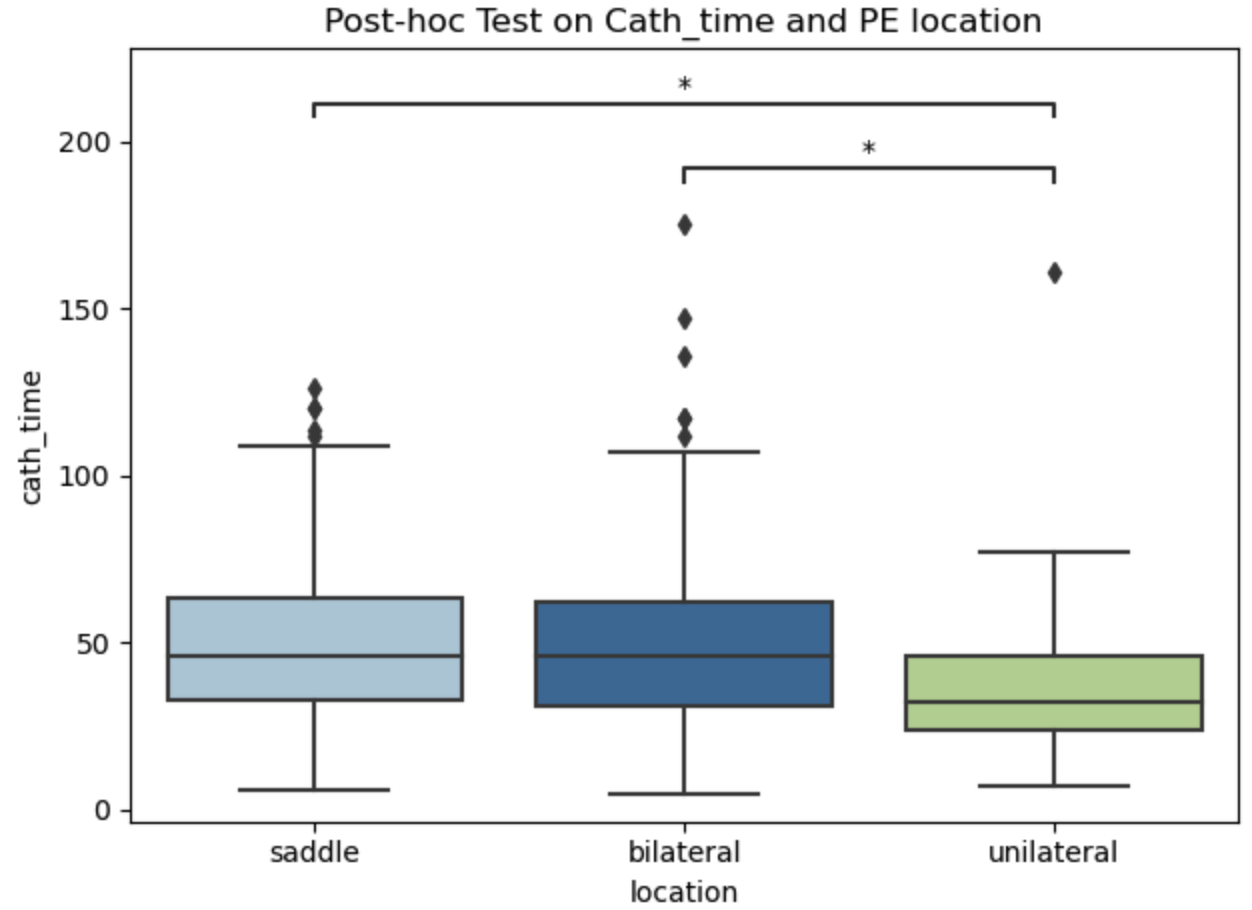 Post-hoc Test on Cath_time and PE location
*
*
200
150
100
50
0
cath_time
saddle bilateral unilateral
location